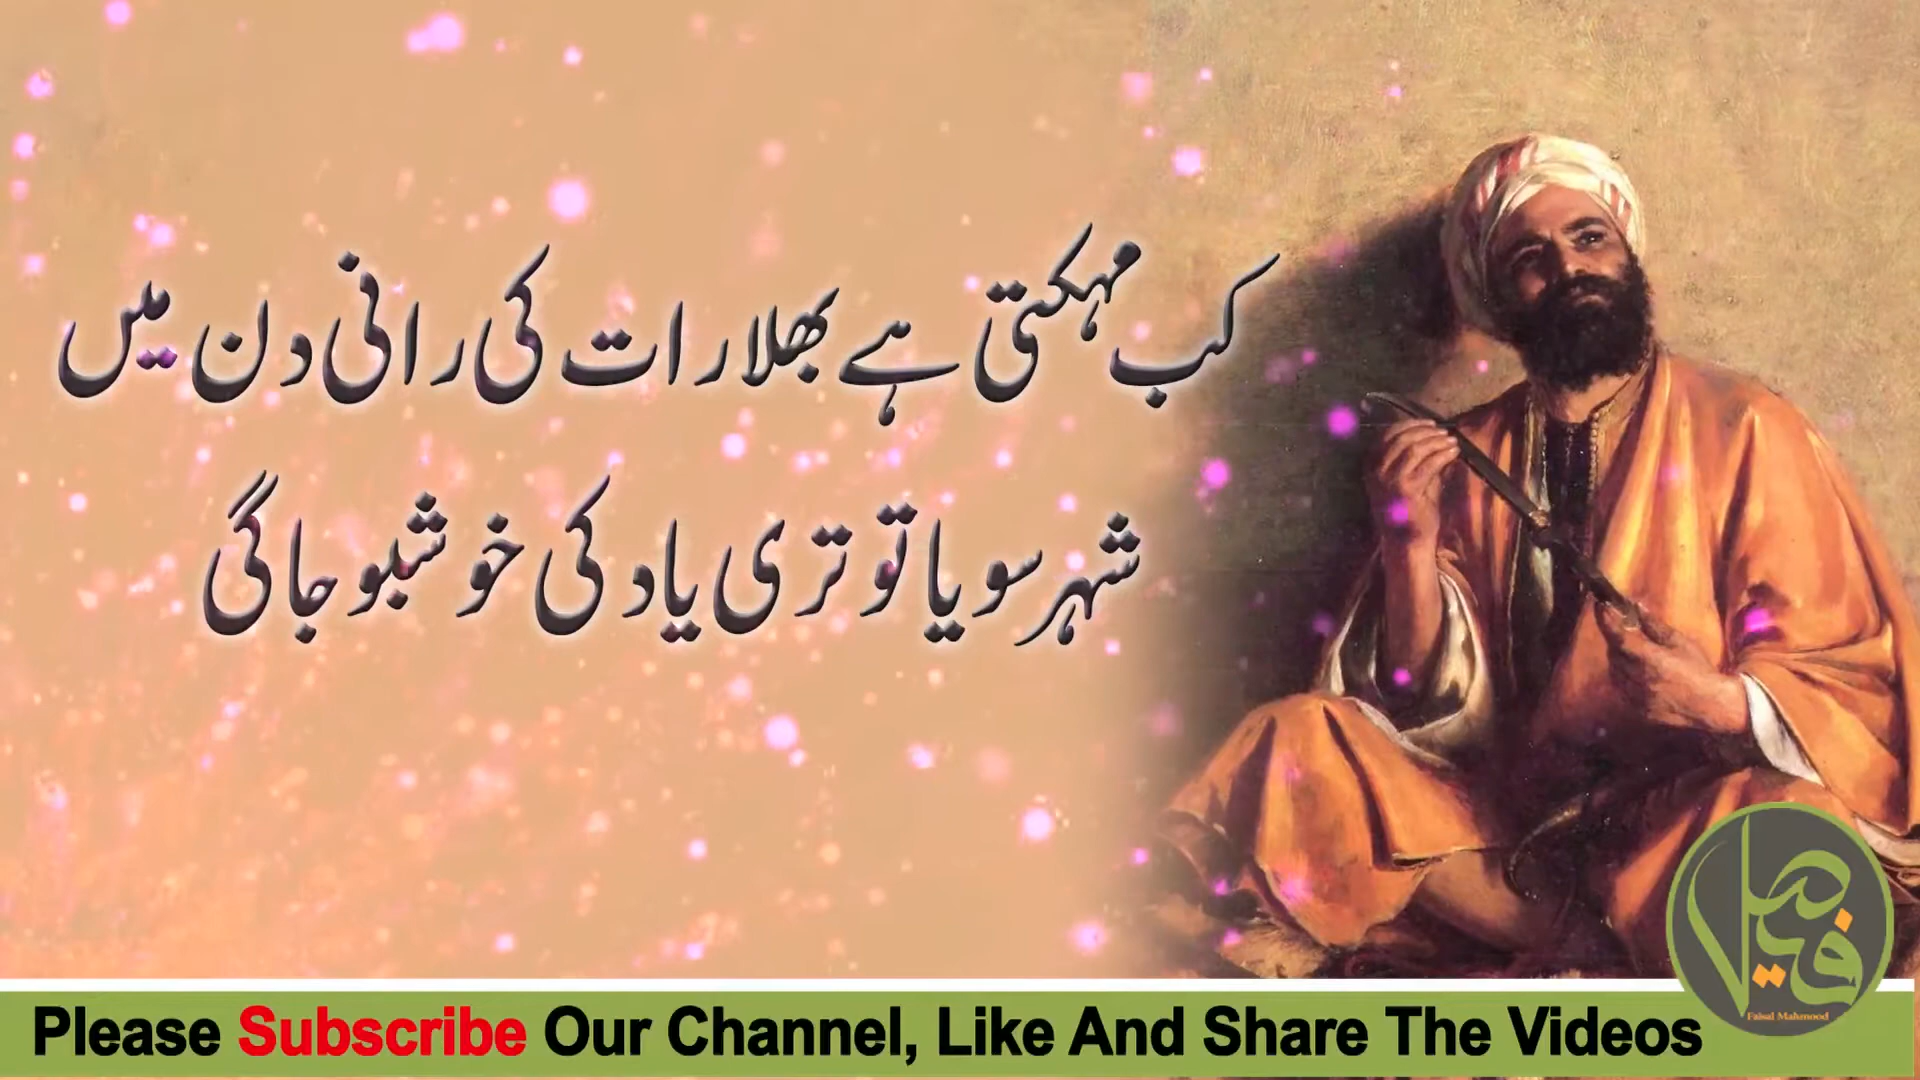 کب مہکتی ہے بھلا رات کی رانی دن میں
شہر سویا تو تری یاد کی خوشبو جاگی
فیصل
Faisal Mahmood
Please Subscribe Our Channel, Like And Share The Videos